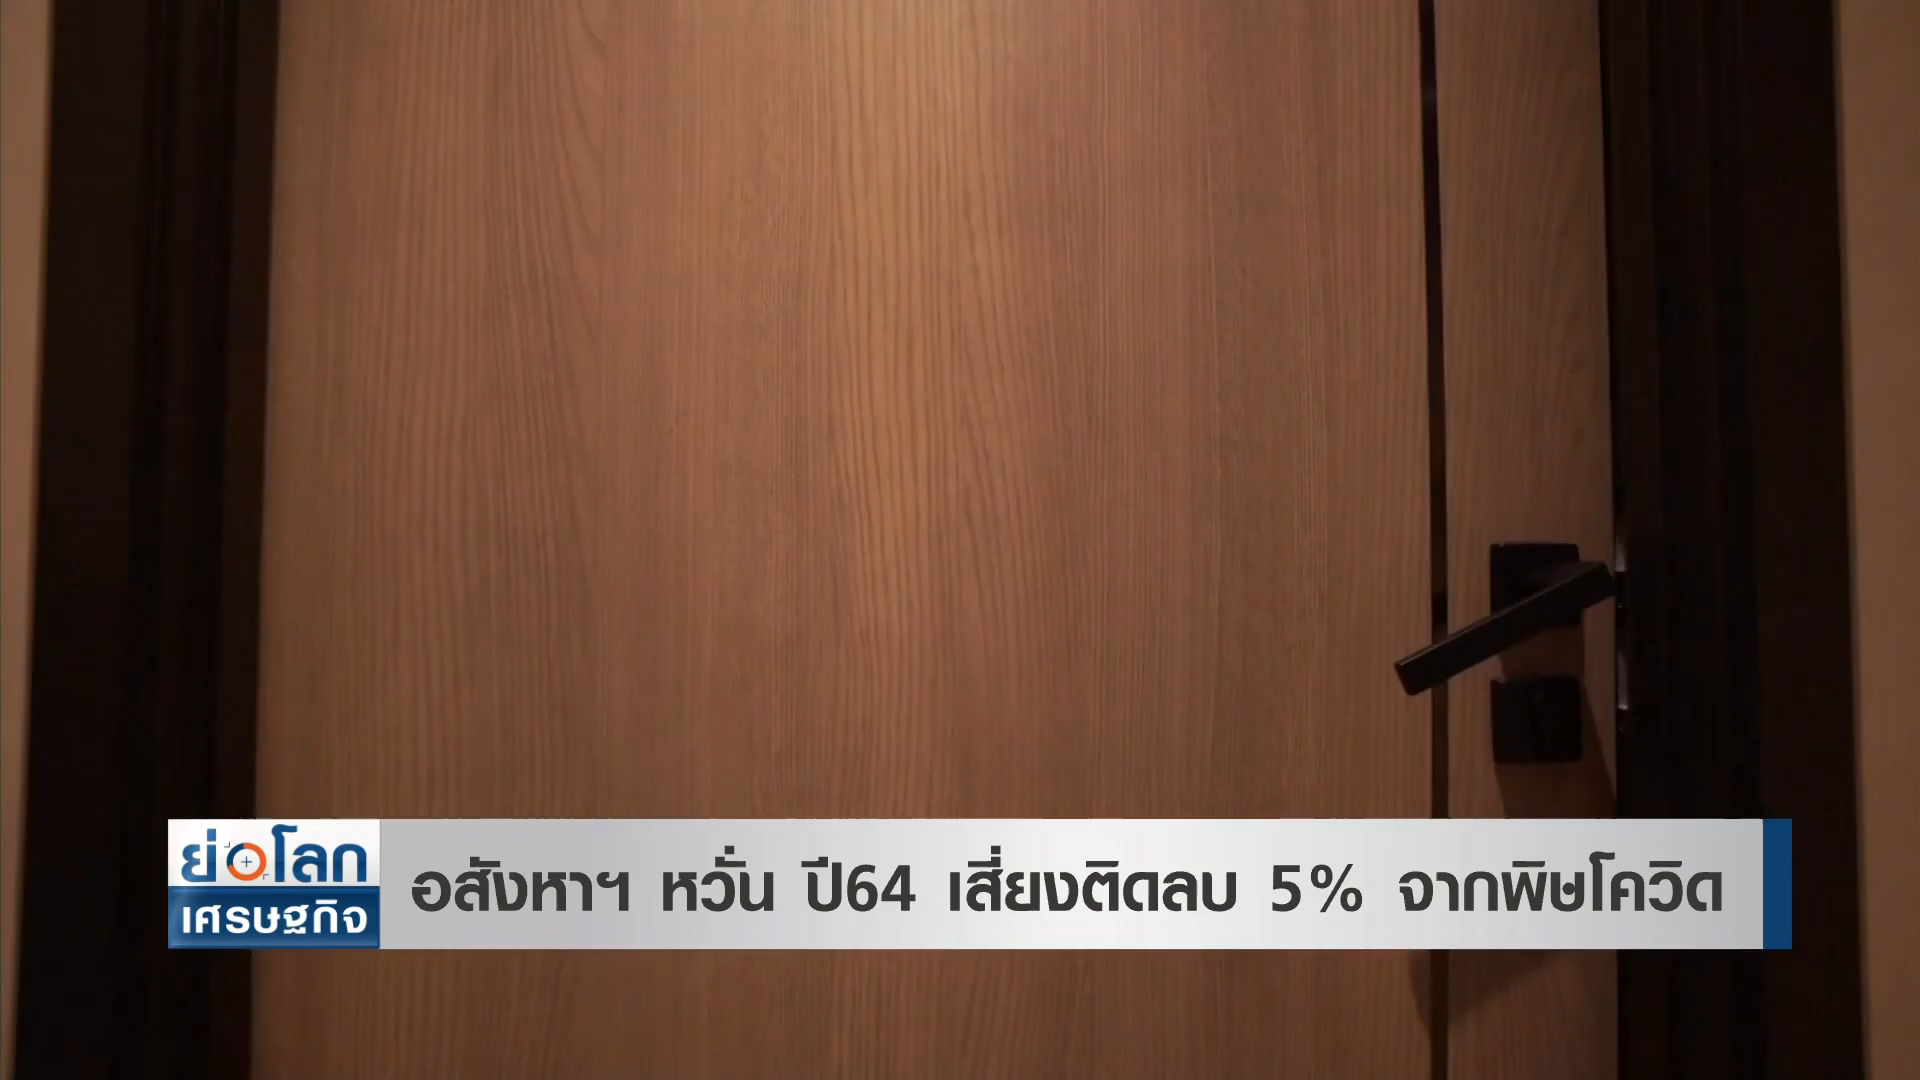 ย่อโลก
เศรษฐกิจ
อสังหาฯ หวั่น ปี64 เสี่ยงติดลบ 5% จากพิษโควิด